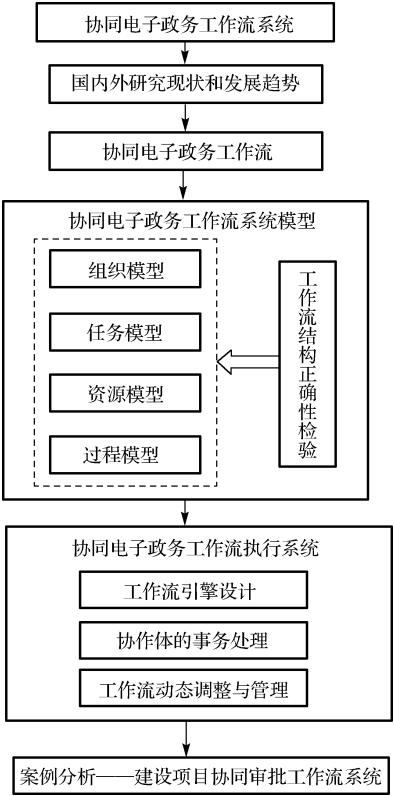 协同电子政务工作流系统
国内外研究现状和发展趋势
协同电子政务工作流
协同电子政务工作流系统模型
组织模型
任务模型
资源模型
过程模型
工作流结构正确性检验
协同电子政务工作流执行系统
工作流引擎设计
协作体的事务处理
工作流动态调整与管理
案例分析——建设项目协同审批工作流系统